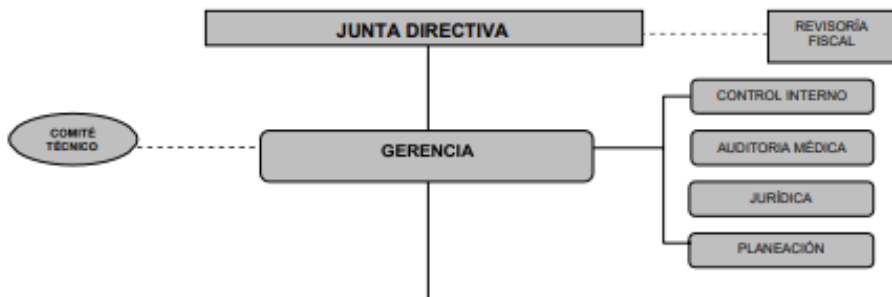 JUNTA DIRECTIVA
REVISORÍA
FISCAL
CONTROL INTERNO
COMITÉ
TÉCNICO
GERENCIA
AUDITORIA MÉDICA
JURÍDICA
PLANEACIÓN